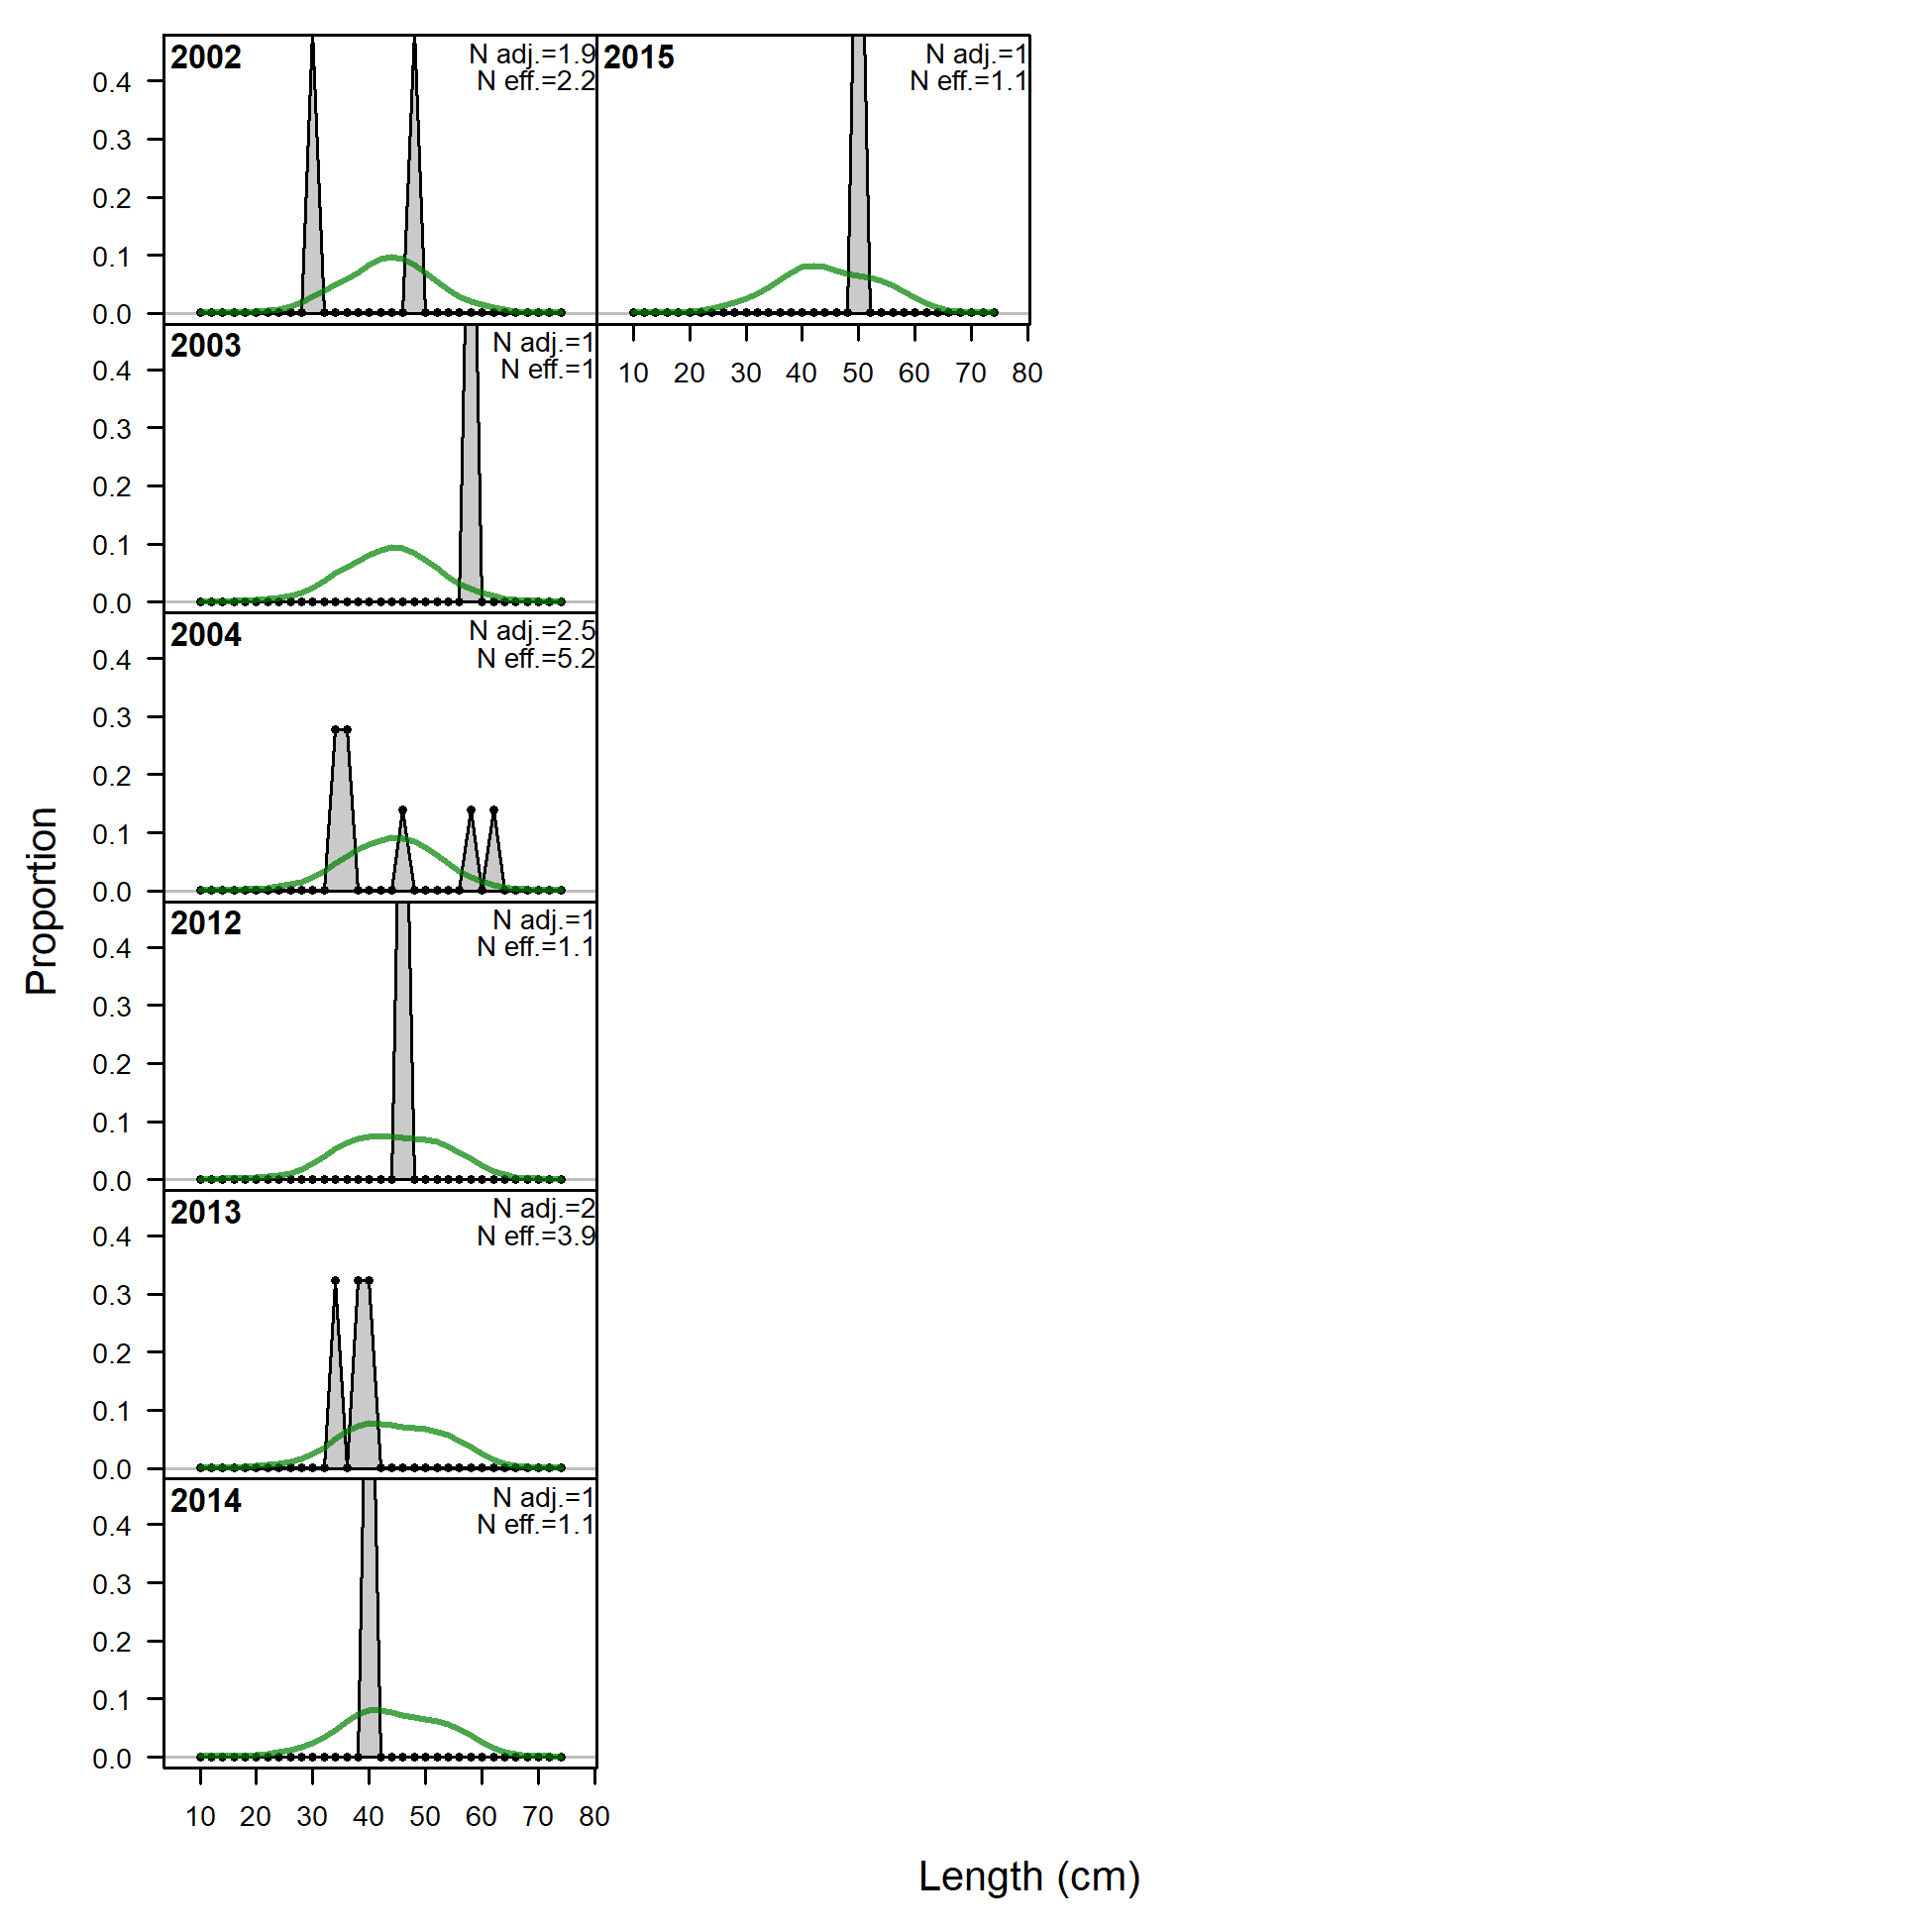 Proportion
2002
N adj.=1.9
N eff.=2.2
0.4
0.3
0.2
0.1
0.0
2015
N adj.=1
N eff.=1.1
10 20 30 40 50 60 70 80
2003
N adj.=1
N eff.=1
0.4
0.3
0.2
0.1
0.0
2004
N adj.=2.5
N eff.=5.2
0.4
0.3
0.2
0.1
0.0
2012
N adj.=1
N eff.=1.1
0.4
0.3
0.2
0.1
0.0
2013
N adj.=2
N eff.=3.9
0.4
0.3
0.2
0.1
0.0
2014
N adj.=1
N eff.=1.1
0.4
0.3
0.2
0.1
0.0
10 20 30 40 50 60 70 80
Length (cm)